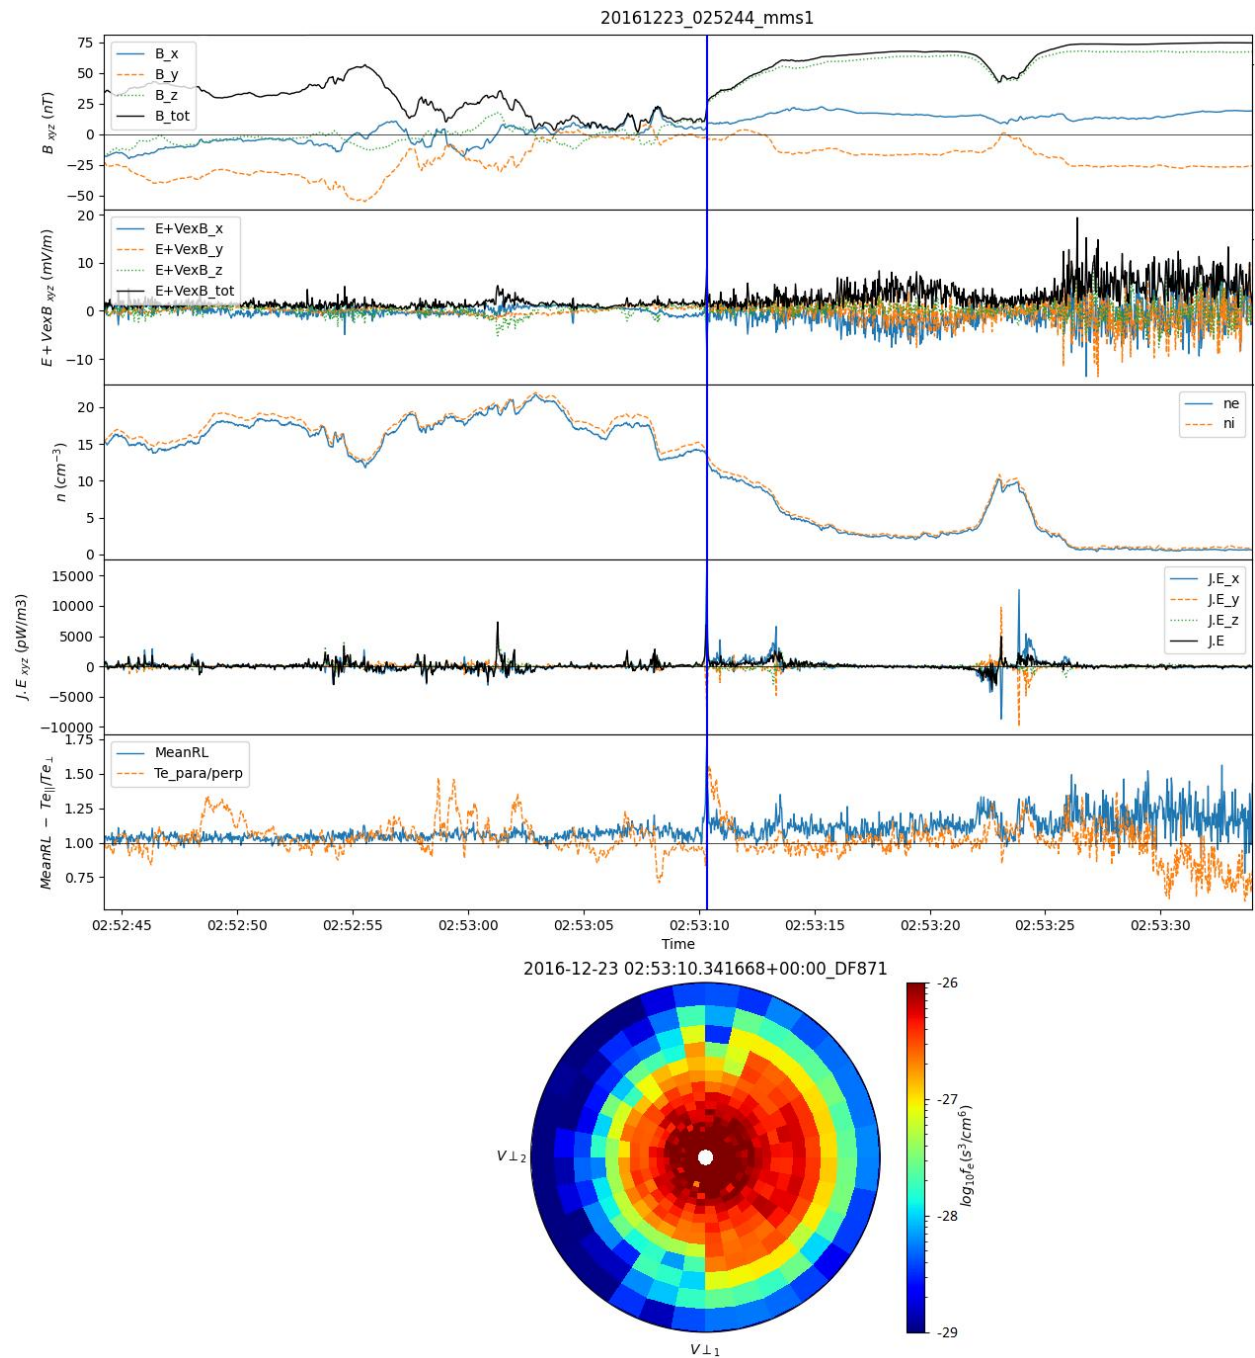 20161223_025244_mms1
B xyz (nT)
75
50
25
0
−25
−50
B_x
B_y
B_z
B_tot
E + VexB xyz (mV/m)
20
10
0
−10
E+VexB_x
E+VexB_y
E+VexB_z
E+VexB_tot
n (cm⁻³)
20
15
10
5
0
ne
ni
J.E xyz (pW/m3)
15000
10000
5000
0
−5000
−10000
J.E_x
J.E_y
J.E_z
J.E
MeanRL − Te||/Te⊥
1.75
1.50
1.25
1.00
0.75
MeanRL
Te_para/perp
02:52:45 02:52:50 02:52:55 02:53:00 02:53:05 02:53:10 02:53:15 02:53:20 02:53:25 02:53:30
Time
2016-12-23 02:53:10.341668+00:00_DF871
V⊥₂
V⊥₁
-26
-27
-28
-29
log₁₀fₑ(s³/cm⁶)